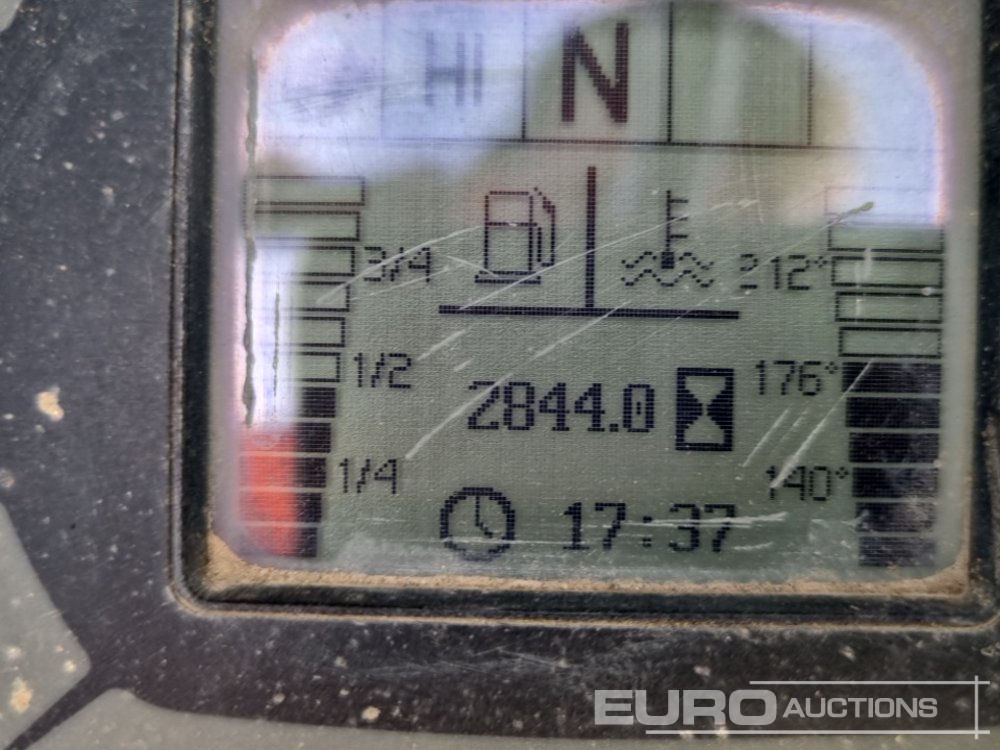 HI N
3/4 212°
1/2 2844.0 176°
1/4 140°
17:37
EURO AUCTIONS